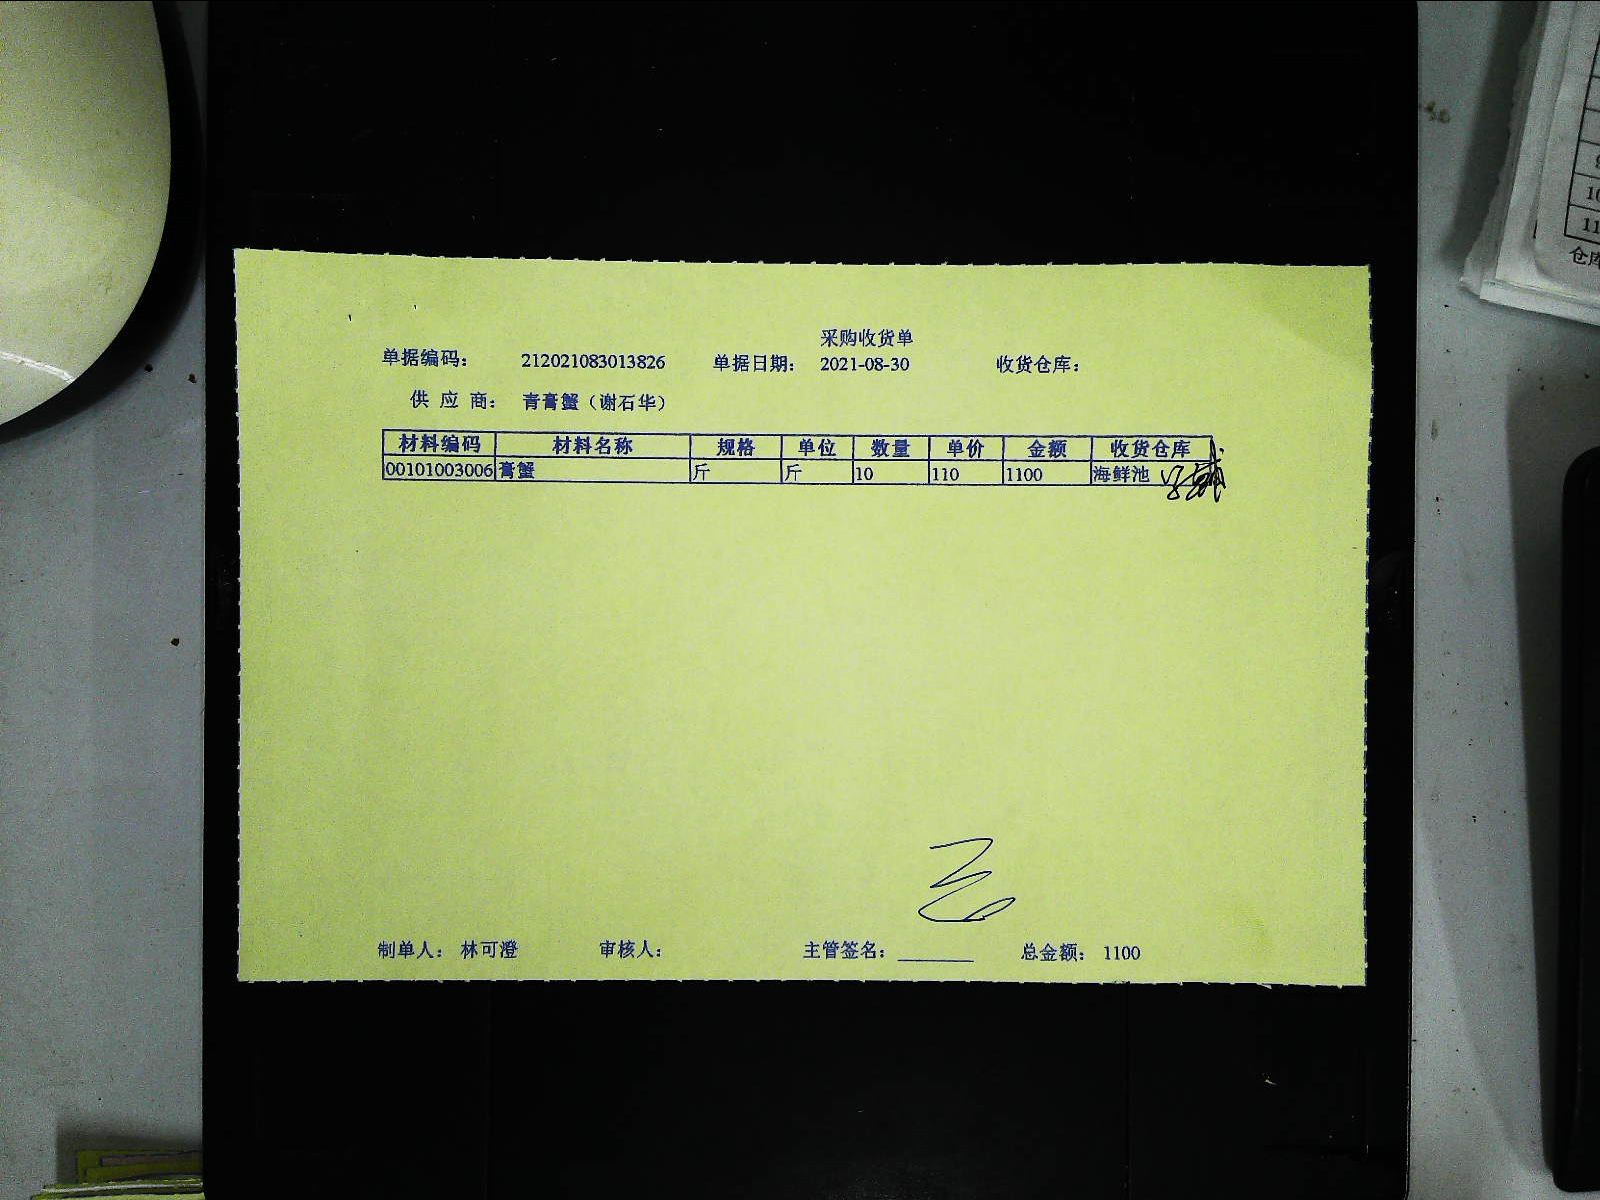 采购收货单
单据编码： 212021083013826 单据日期： 2021-08-30 收货仓库：
供 应 商： 青膏蟹（谢石华）
材料编码 材料名称 规格 单位 数量 单价 金额 收货仓库
00101003006 膏蟹 斤 斤 10 110 1100 海鲜池
制单人： 林可澄 审核人： 主管签名： 总金额： 1100
10
11
仓库